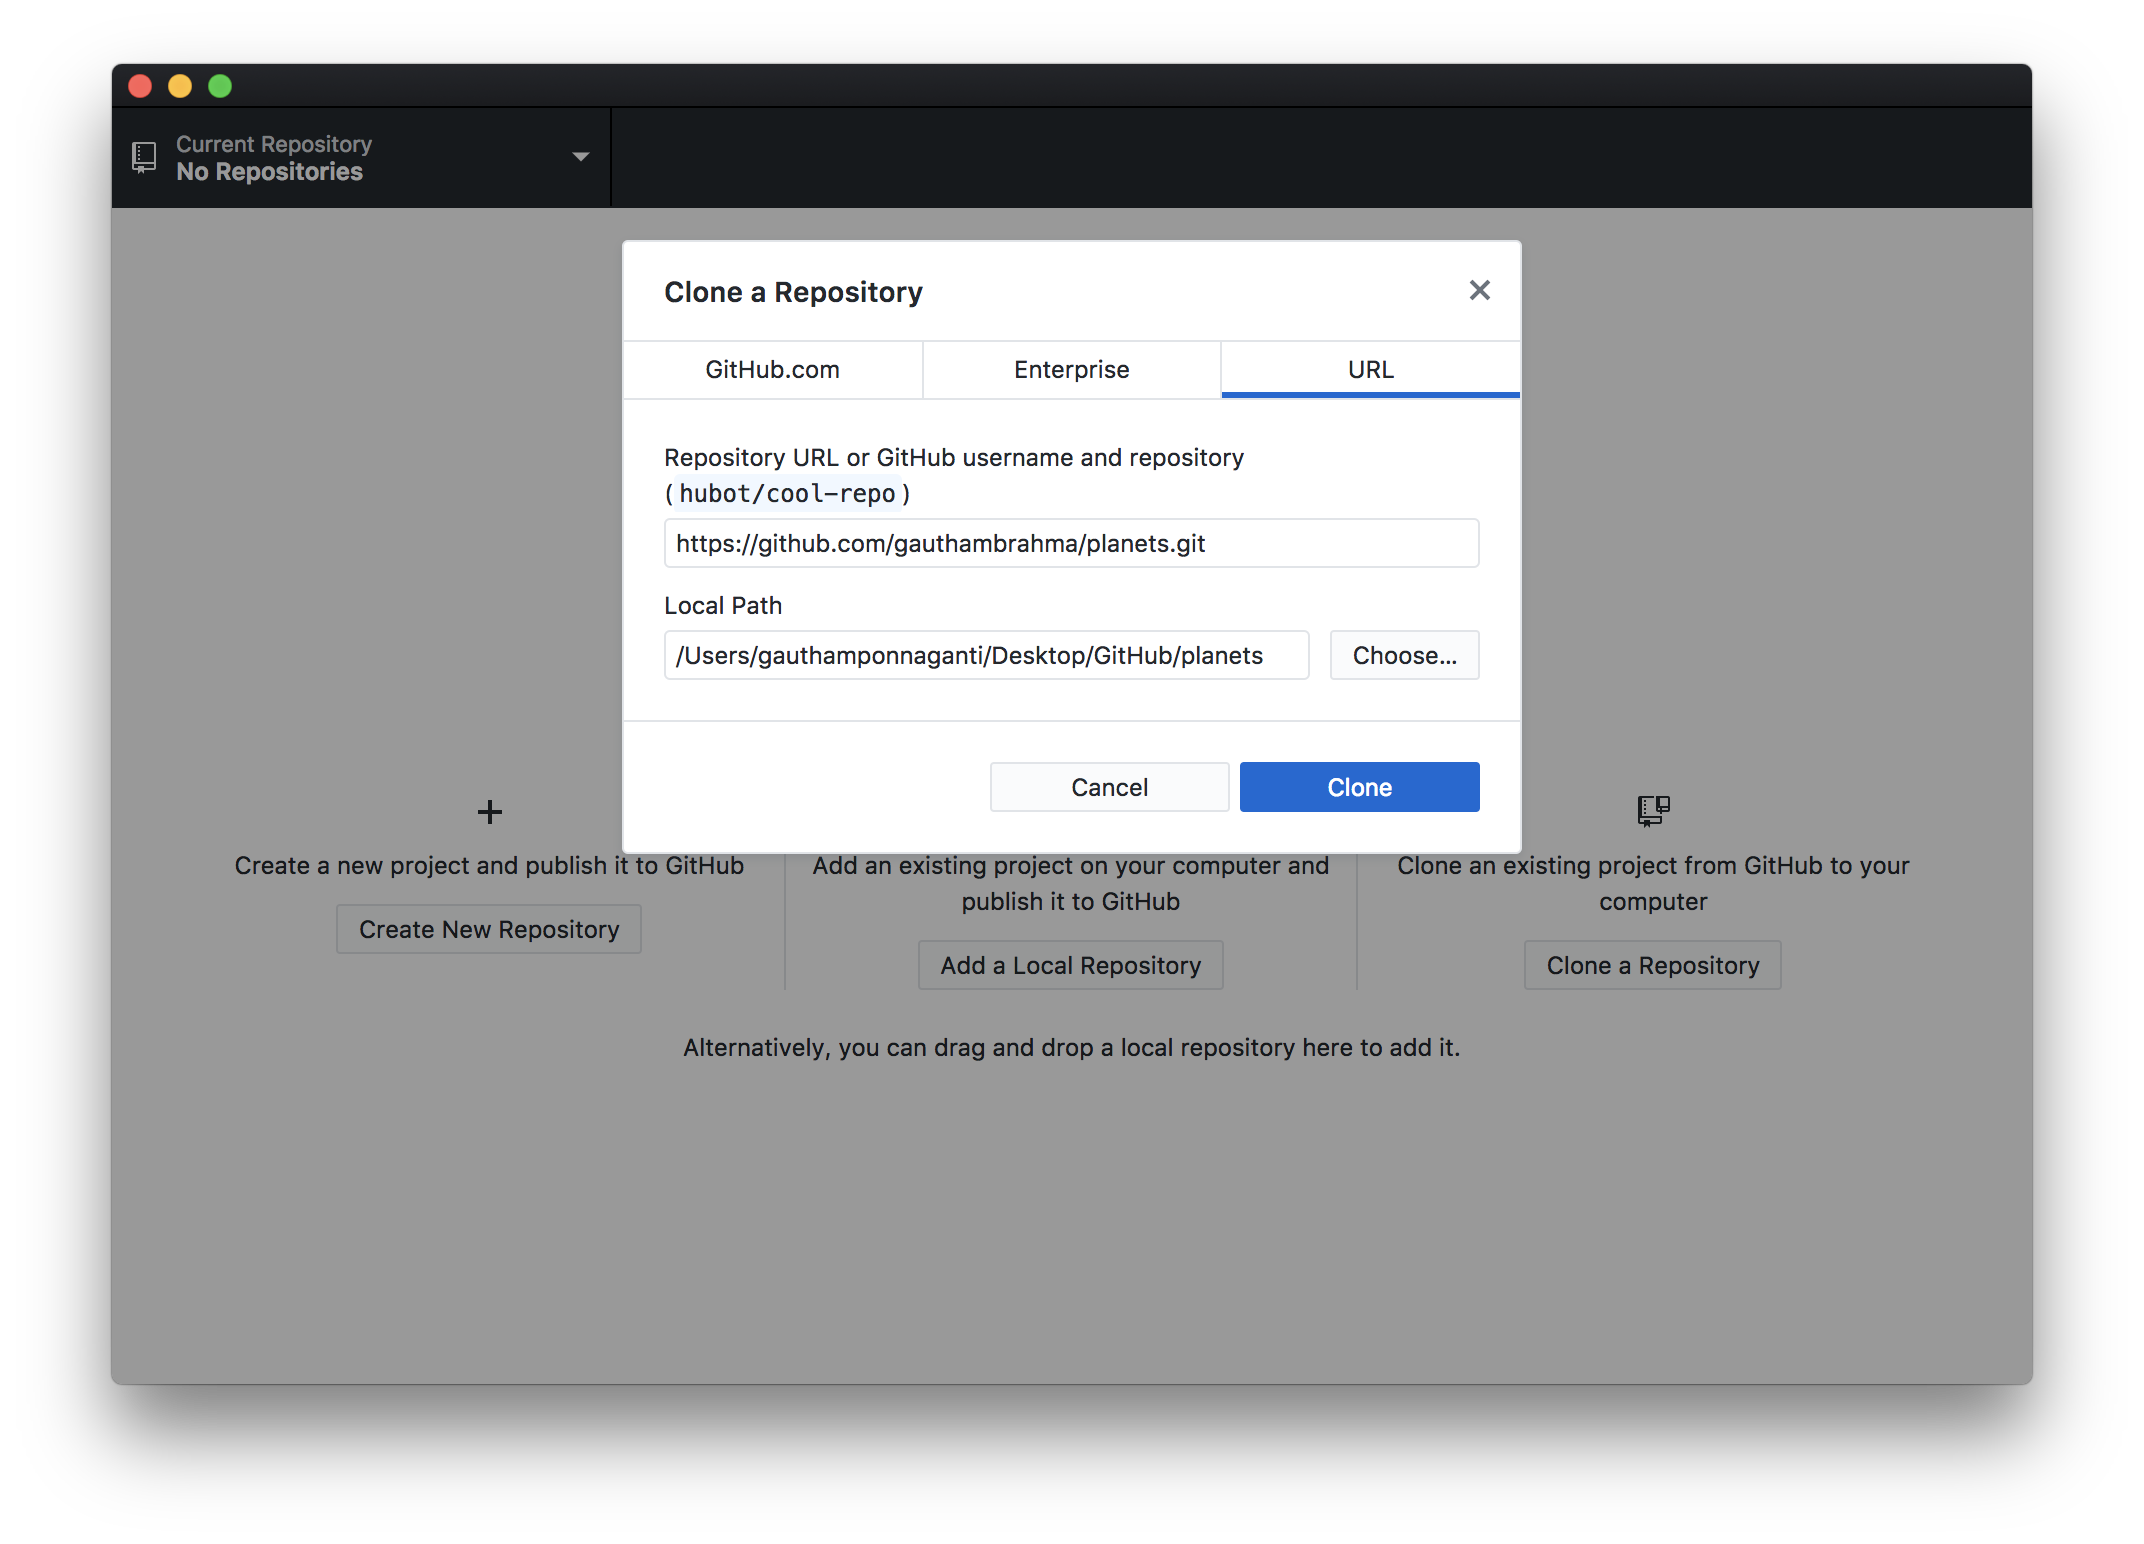 Current Repository
No Repositories
Clone a Repository
GitHub.com
Enterprise
URL
Repository URL or GitHub username and repository
(hubot/cool-repo)
https://github.com/gauthambrahma/planets.git
Local Path
/Users/gauthamponnaganti/Desktop/GitHub/planets
Choose...
Cancel
Clone
Create a new project and publish it to GitHub
Create New Repository
Add an existing project on your computer and
publish it to GitHub
Add a Local Repository
Clone an existing project from GitHub to your
computer
Clone a Repository
Alternatively, you can drag and drop a local repository here to add it.